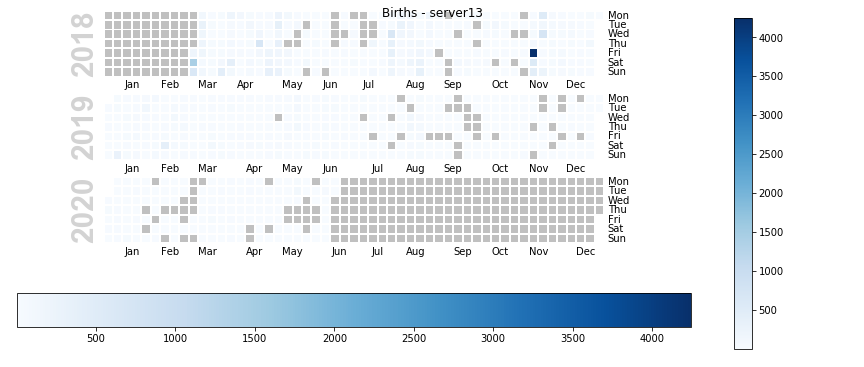 Births - server13
2018
Mon
Tue
Wed
Thu
Fri
Sat
Sun
Jan Feb Mar Apr May Jun Jul Aug Sep Oct Nov Dec
2019
Mon
Tue
Wed
Thu
Fri
Sat
Sun
Jan Feb Mar Apr May Jun Jul Aug Sep Oct Nov Dec
2020
Mon
Tue
Wed
Thu
Fri
Sat
Sun
Jan Feb Mar Apr May Jun Jul Aug Sep Oct Nov Dec
500 1000 1500 2000 2500 3000 3500 4000
4000
3500
3000
2500
2000
1500
1000
500